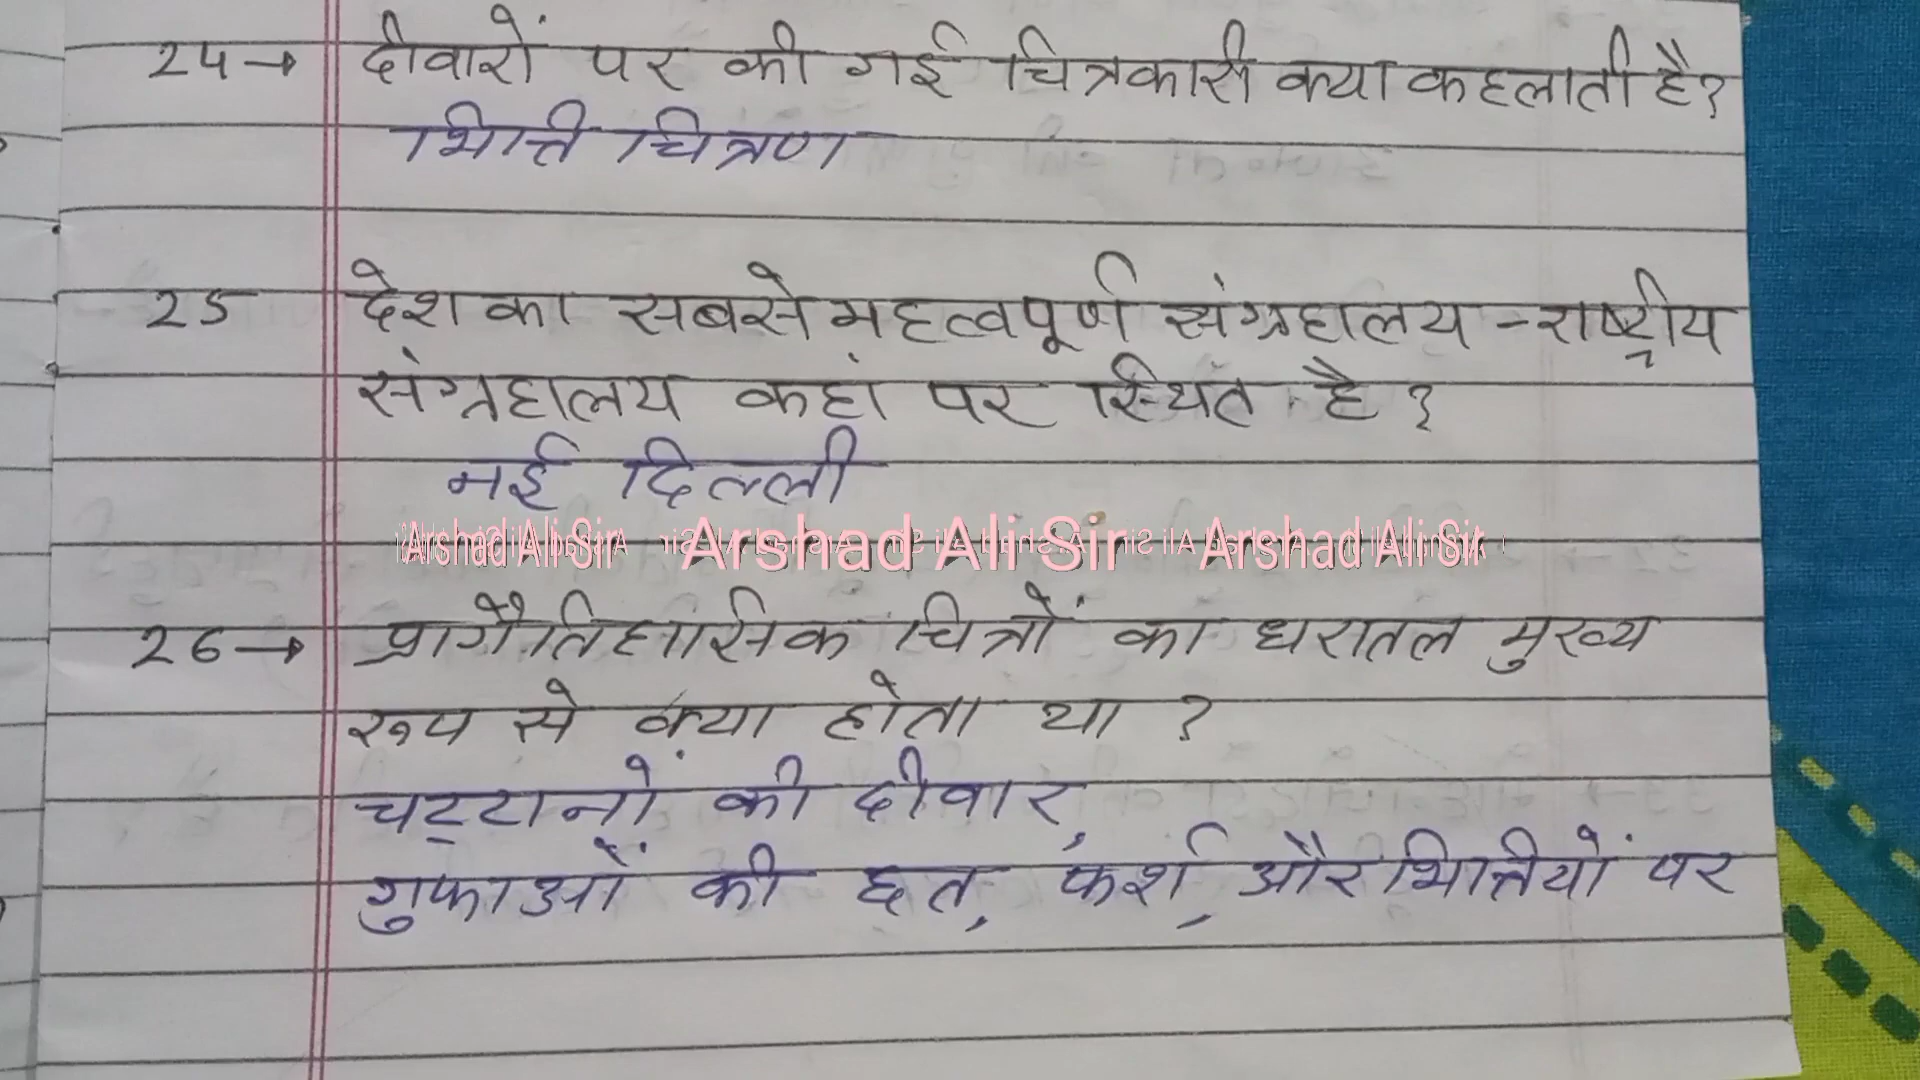 24→ दीवारों पर की गई चित्रकारी क्या कहलाती है?
भित्ति चित्रण
25 देश का सबसे महत्वपूर्ण संग्रहालय - राष्ट्रीय
संग्रहालय कहां पर स्थित है?
नई दिल्ली
Arshad Ali Sir Arshad Ali Sir Arshad Ali Sir
26→ प्रागैतिहासिक चित्रों का धरातल मुख्य
रूप से क्या होता था?
चट्टानों की दीवार,
गुफाओं की छत, फर्श, और भित्तियों पर